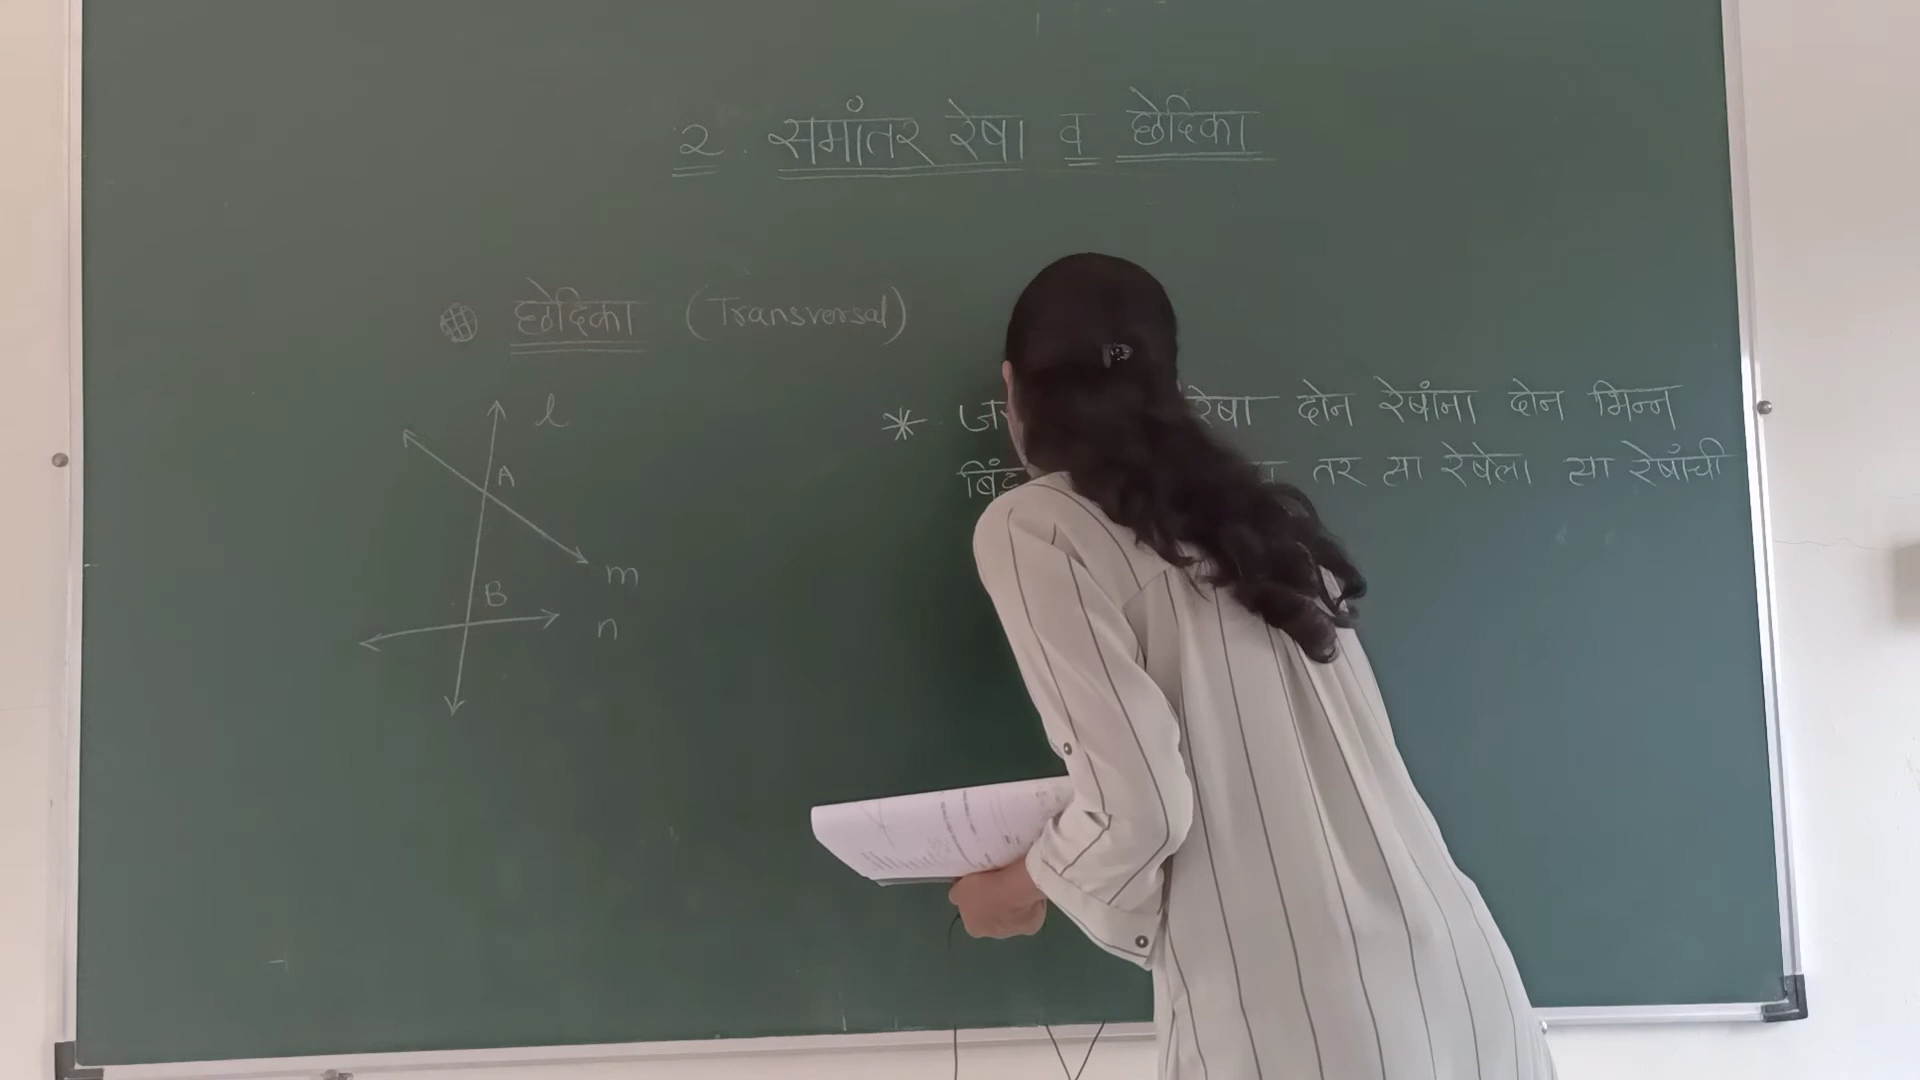 २. समांतर रेषा व छेदिका
छेदिका (Transversal)
l
A
m
B
n
* रेषा दोन रेषांना दोन भिन्न
तर त्या रेषेला त्या रेषांची